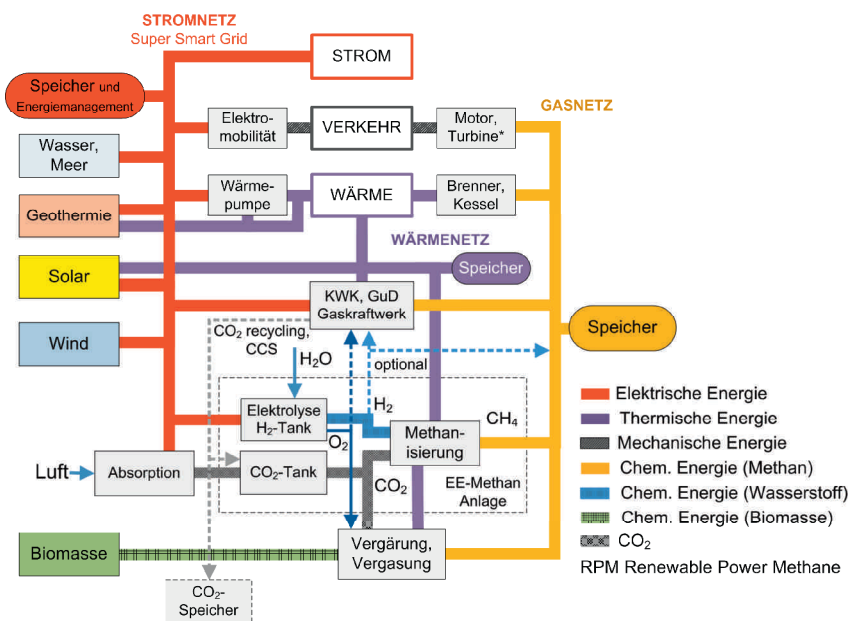 STROMNETZ
Super Smart Grid
STROM
Speicher und
Energiemanagement
GASNETZ
Elektro-
mobilität
VERKEHR
Motor,
Turbine*
Wasser,
Meer
Wärme-
pumpe
WÄRME
Brenner,
Kessel
Geothermie
WÄRMENETZ
Solar
Speicher
KWK, GuD
Gaskraftwerk
Wind
CO2 recycling,
CCS
Speicher
H2O
optional
Elektrolyse
H2-Tank
H2
O2
CH4
Methan-
isierung
Luft
Absorption
CO2-Tank
CO2
EE-Methan
Anlage
Biomasse
Vergärung,
Vergasung
CO2-
Speicher
Elektrische Energie
Thermische Energie
Mechanische Energie
Chem. Energie (Methan)
Chem. Energie (Wasserstoff)
Chem. Energie (Biomasse)
CO2
RPM Renewable Power Methane